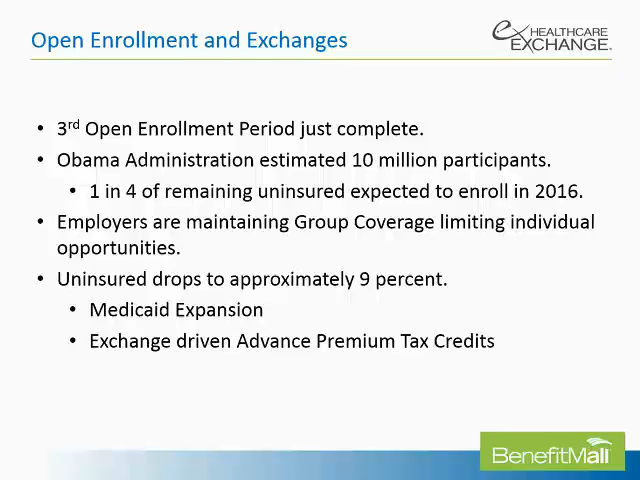 Open Enrollment and Exchanges
ex HEALTHCARE
EXCHANGE
• 3rd Open Enrollment Period just complete.
• Obama Administration estimated 10 million participants.
• 1 in 4 of remaining uninsured expected to enroll in 2016.
• Employers are maintaining Group Coverage limiting individual
opportunities.
• Uninsured drops to approximately 9 percent.
• Medicaid Expansion
• Exchange driven Advance Premium Tax Credits
BenefitMall